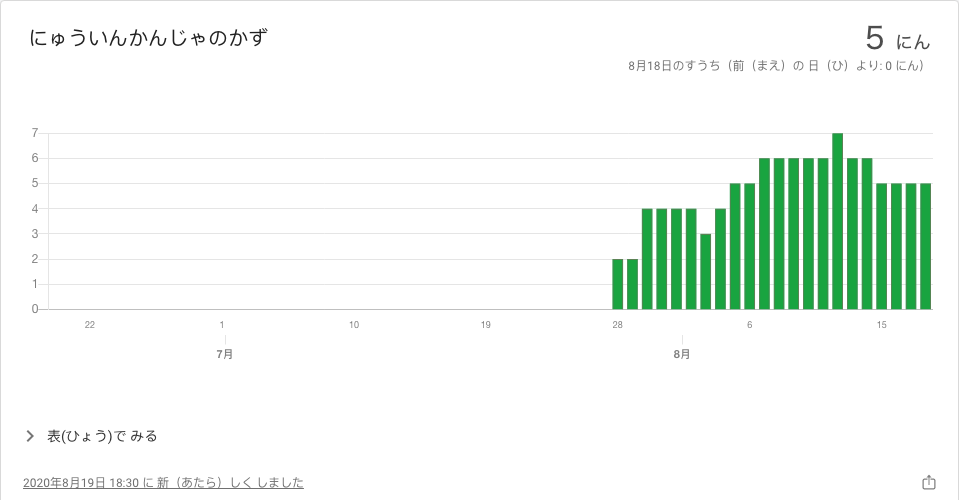 にゅういんかんじゃのかず
5 にん
8月18日のすうち（前（まえ）の 日（ひ）より: 0 にん）
7
6
5
4
3
2
1
0
22 1 10 19 28 6 15
7月 8月
表(ひょう)で みる
2020年8月19日 18:30 に 新（あたら）しく しました